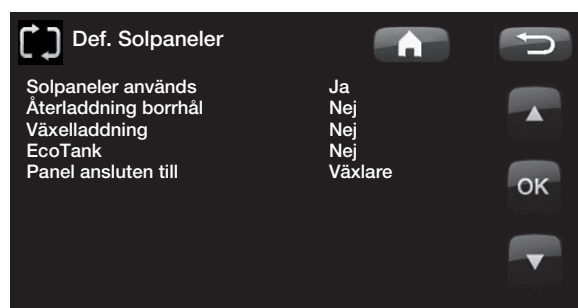 Def. Solpaneler
Solpaneler används Ja
Återladdning borrhål Nej
Växelladdning Nej
EcoTank Nej
Panel ansluten till Växlare
OK